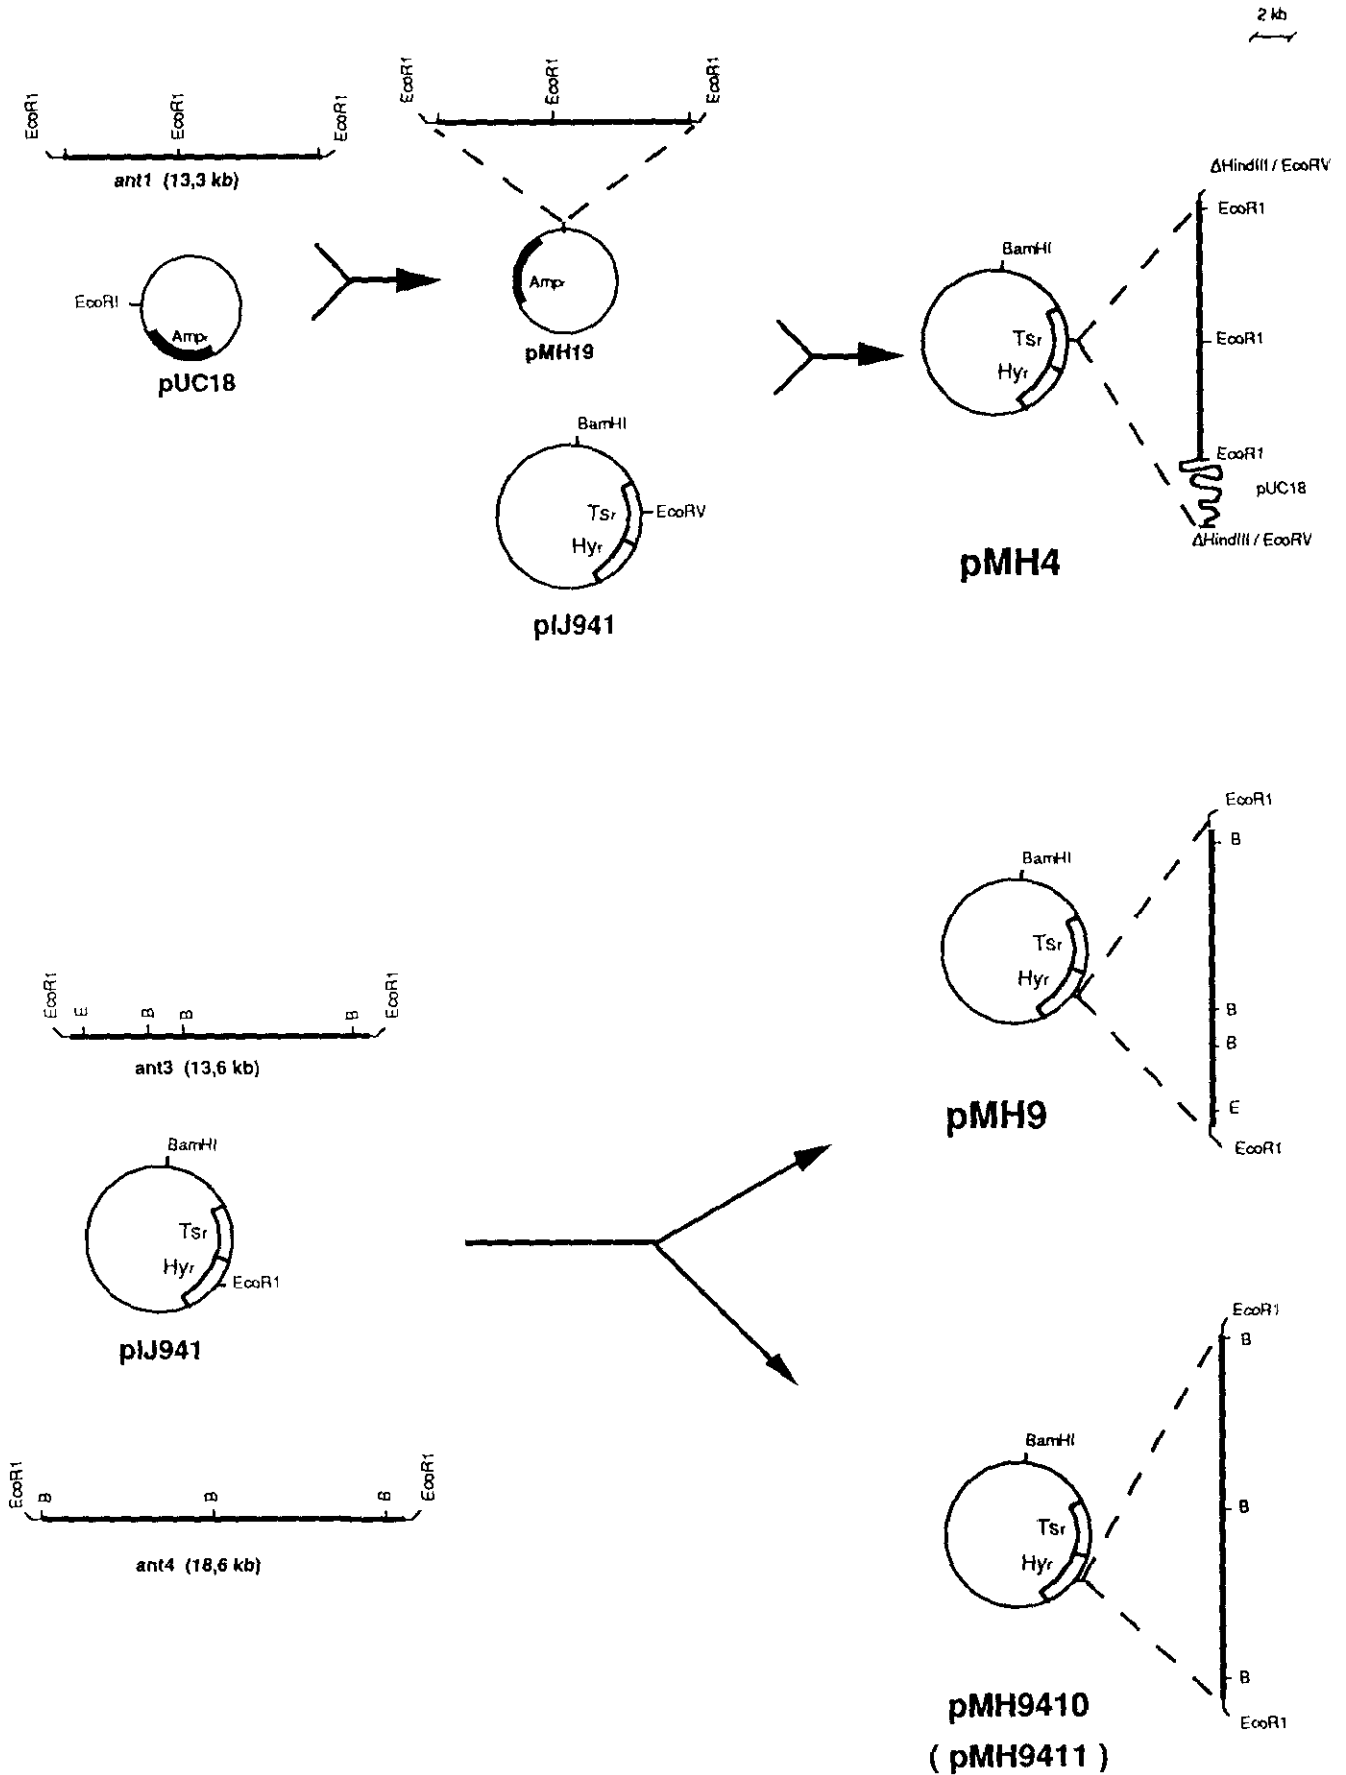 2 kb
EcoR1
EcoR1
EcoR1
ant1 (13,3 kb)
EcoR1
EcoR1
EcoR1
EcoRI
Ampr
pUC18
Ampr
pMH19
BamHI
Tsr
EcoRV
Hyr
pIJ941
ΔHindIII / EcoRV
EcoR1
BamHI
Tsr
EcoR1
Hyr
EcoR1
pUC18
ΔHindIII / EcoRV
pMH4
EcoR1
E
B
B
B
EcoR1
ant3 (13,6 kb)
BamHI
Tsr
Hyr
EcoR1
pIJ941
EcoR1
B
B
B
EcoR1
ant4 (18,6 kb)
EcoR1
B
BamHI
Tsr
Hyr
B
B
E
EcoR1
pMH9
EcoR1
B
BamHI
B
Tsr
Hyr
B
EcoR1
pMH9410
( pMH9411 )